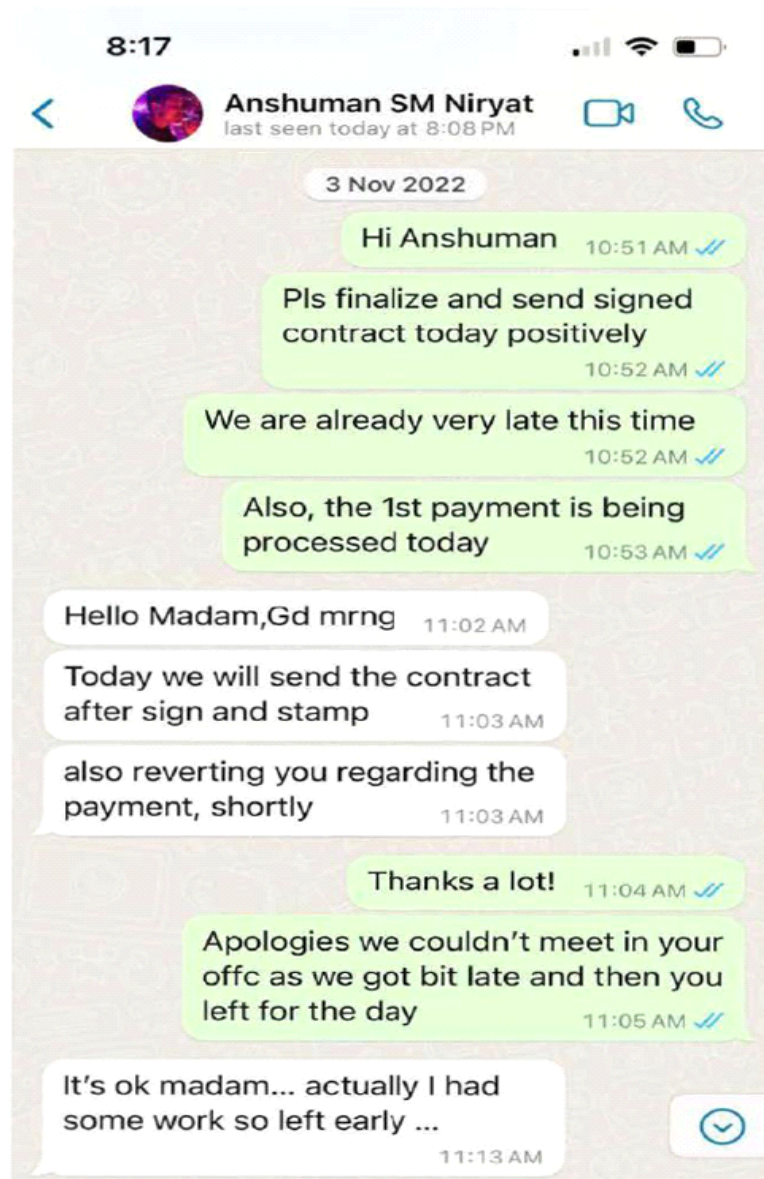 8:17
Anshuman SM Niryat
last seen today at 8:08 PM
3 Nov 2022
Hi Anshuman 10:51 AM
Pls finalize and send signed
contract today positively
10:52 AM
We are already very late this time
10:52 AM
Also, the 1st payment is being
processed today 10:53 AM
Hello Madam,Gd mrng 11:02 AM
Today we will send the contract
after sign and stamp 11:03 AM
also reverting you regarding the
payment, shortly 11:03 AM
Thanks a lot! 11:04 AM
Apologies we couldn't meet in your
offc as we got bit late and then you
left for the day 11:05 AM
It's ok madam... actually I had
some work so left early ...
11:13 AM